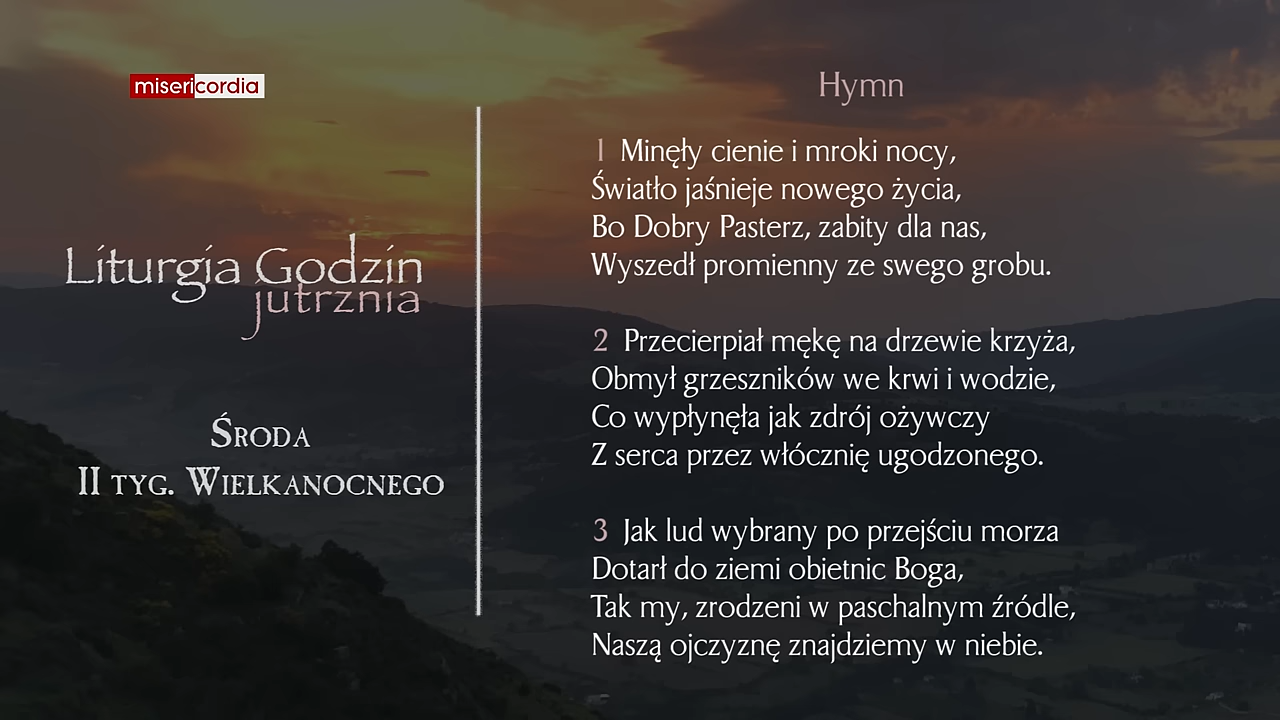 misericordia
Liturgia Godzin
jutrznia
Środa
II tyg. Wielkanocnego
Hymn
1 Minęły cienie i mroki nocy,
Światło jaśnieje nowego życia,
Bo Dobry Pasterz, zabity dla nas,
Wyszedł promienny ze swego grobu.
2 Przecierpiał mękę na drzewie krzyża,
Obmył grzeszników we krwi i wodzie,
Co wypłynęła jak zdrój ożywczy
Z serca przez włócznię ugodzonego.
3 Jak lud wybrany po przejściu morza
Dotarł do ziemi obietnic Boga,
Tak my, zrodzeni w paschalnym źródle,
Naszą ojczyznę znajdziemy w niebie.